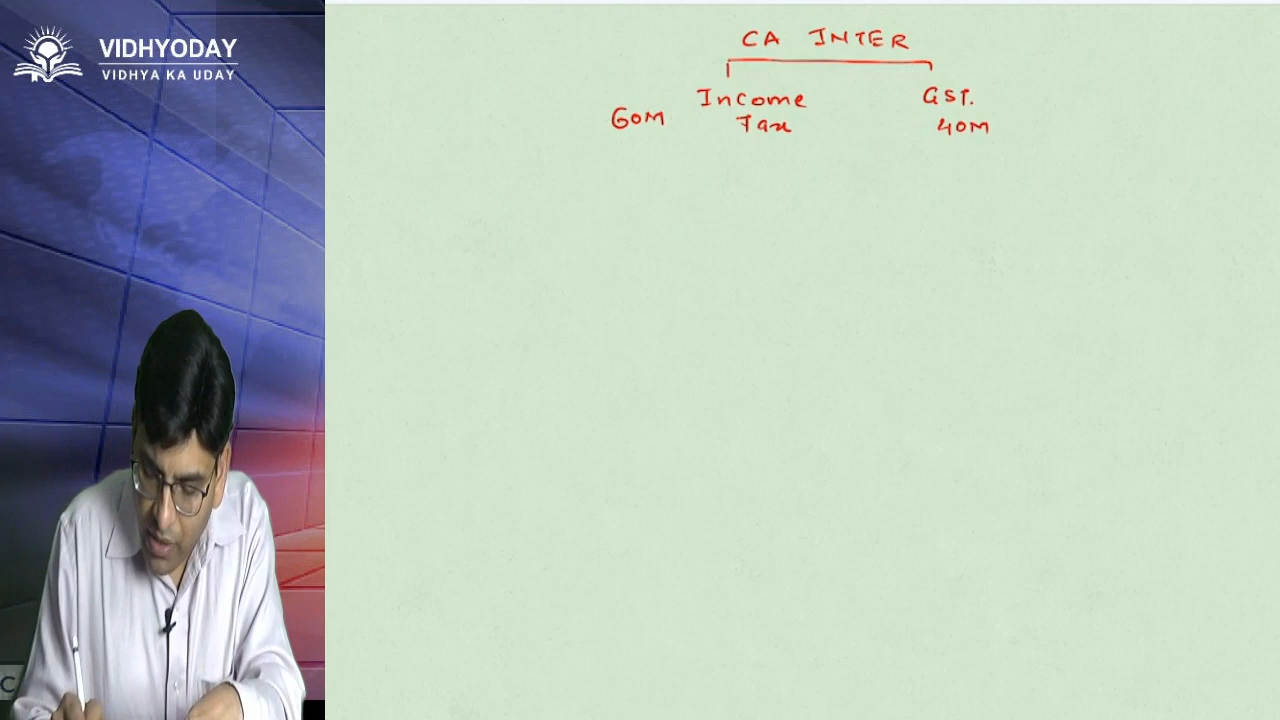 VIDHYODAY
VIDHYA KA UDAY
CA INTER
Income GST.
60M Tax 40M
C